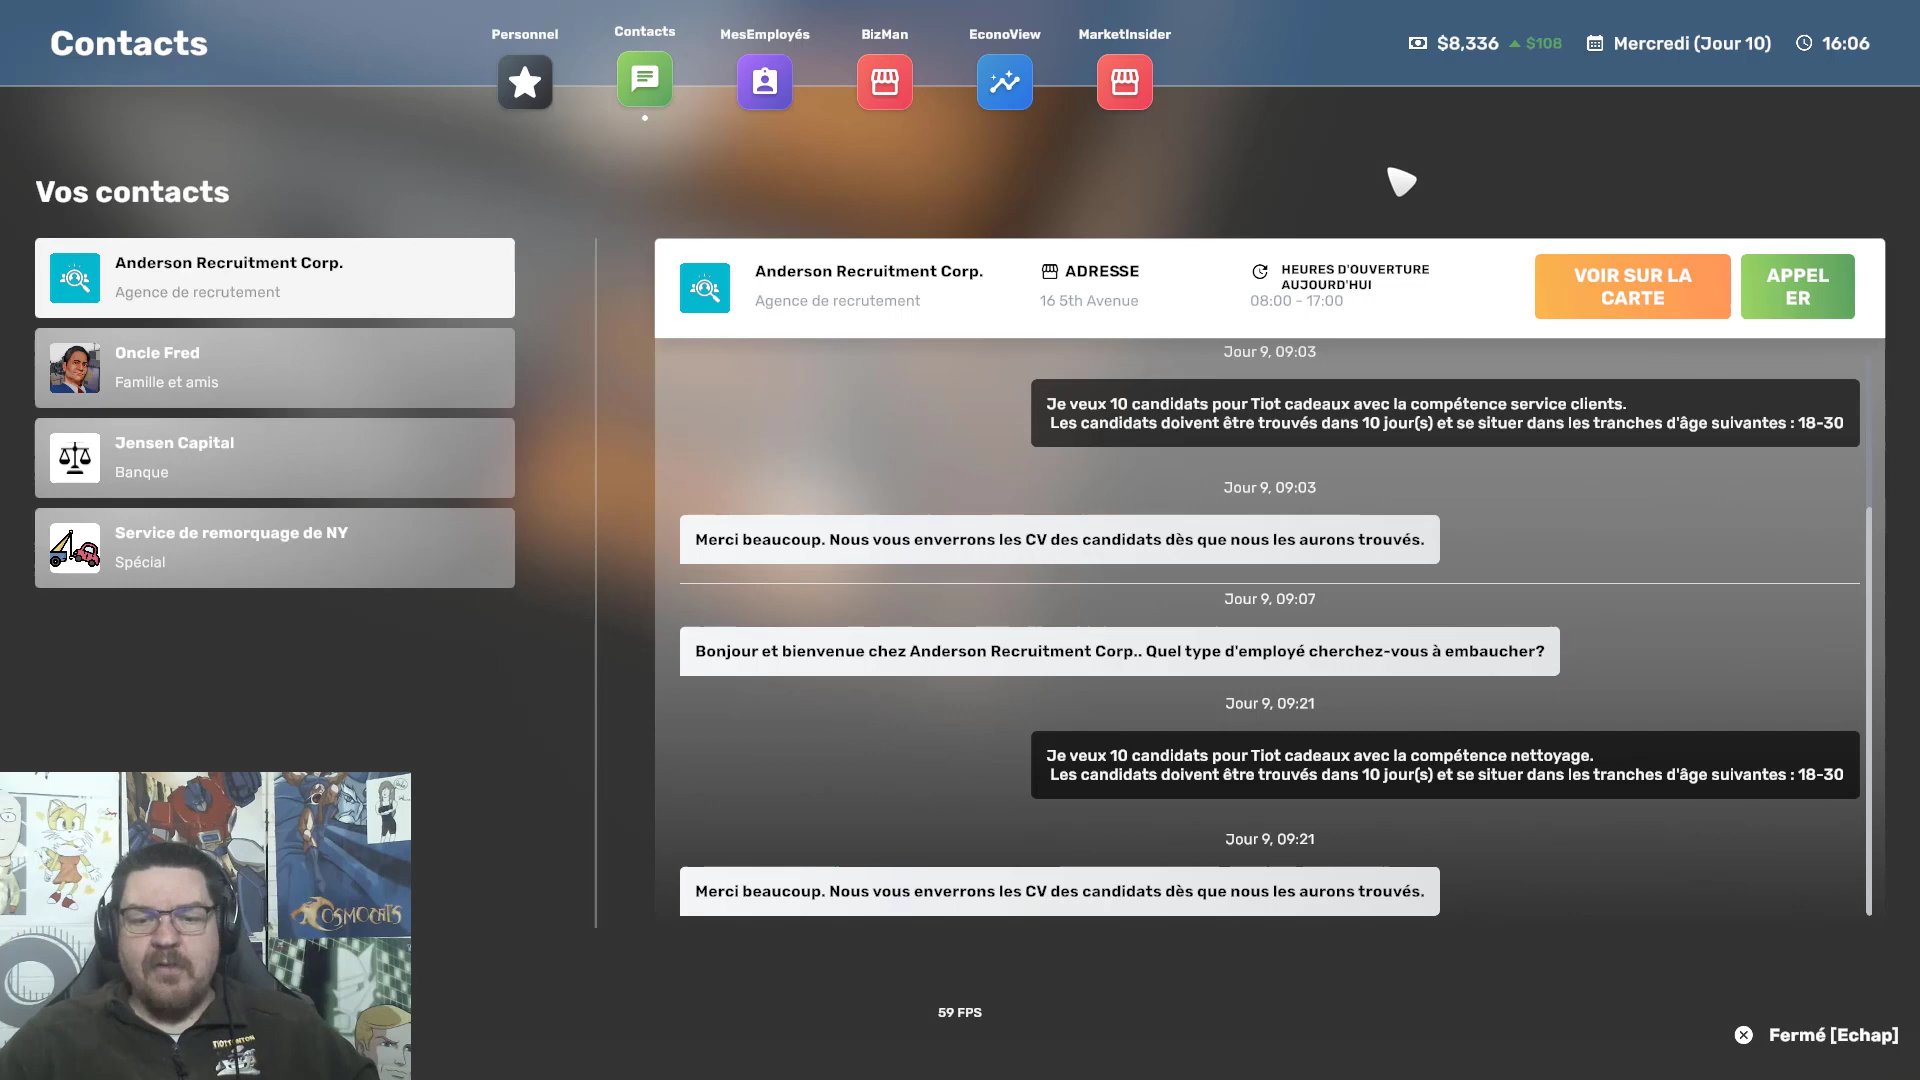 Contacts
Personnel
Contacts
MesEmployés
BizMan
EconoView
MarketInsider
$8,336 $108
Mercredi (Jour 10)
16:06
Vos contacts
Anderson Recruitment Corp.
Agence de recrutement
Oncle Fred
Famille et amis
Jensen Capital
Banque
Service de remorquage de NY
Spécial
Anderson Recruitment Corp.
Agence de recrutement
ADRESSE
16 5th Avenue
HEURES D'OUVERTURE
AUJOURD'HUI
08:00 - 17:00
VOIR SUR LA
CARTE
APPEL
ER
Jour 9, 09:03
Je veux 10 candidats pour Tiot cadeaux avec la compétence service clients.
Les candidats doivent être trouvés dans 10 jour(s) et se situer dans les tranches d'âge suivantes : 18-30
Jour 9, 09:03
Merci beaucoup. Nous vous enverrons les CV des candidats dès que nous les aurons trouvés.
Jour 9, 09:07
Bonjour et bienvenue chez Anderson Recruitment Corp.. Quel type d'employé cherchez-vous à embaucher?
Jour 9, 09:21
Je veux 10 candidats pour Tiot cadeaux avec la compétence nettoyage.
Les candidats doivent être trouvés dans 10 jour(s) et se situer dans les tranches d'âge suivantes : 18-30
Jour 9, 09:21
Merci beaucoup. Nous vous enverrons les CV des candidats dès que nous les aurons trouvés.
COSMOCATS
59 FPS
Fermé [Echap]